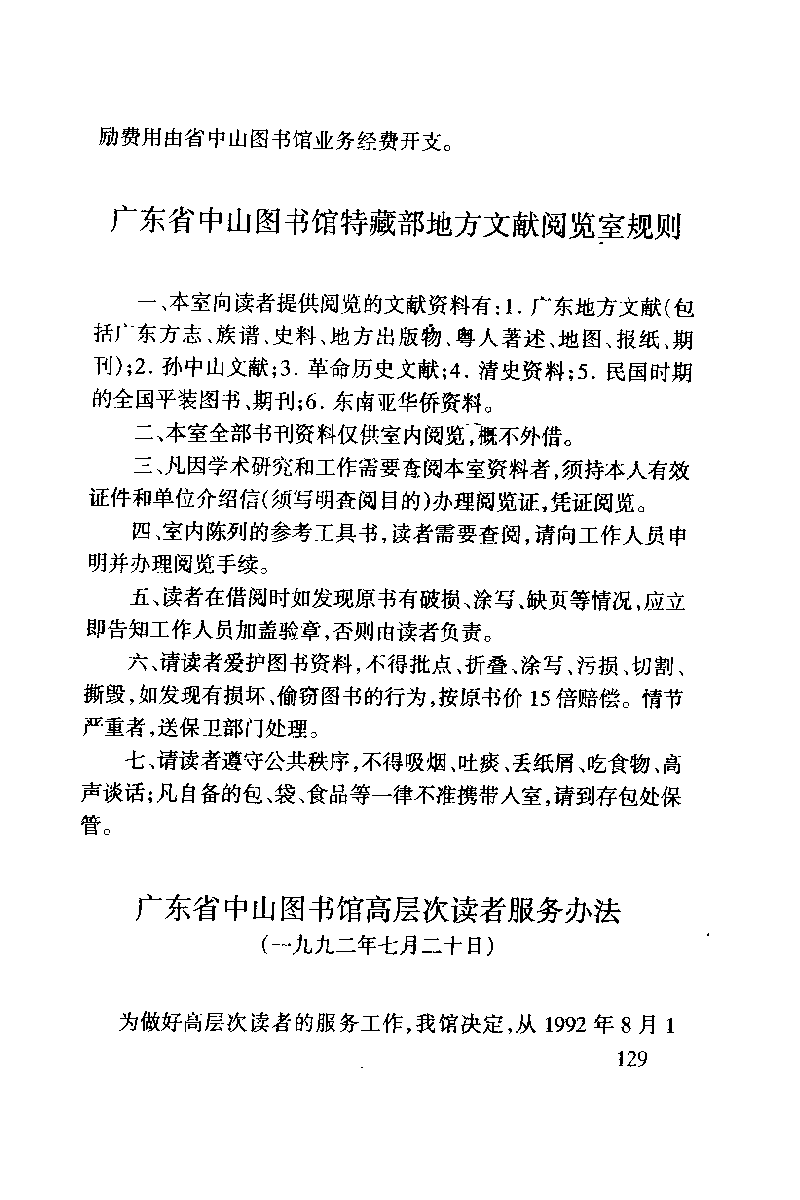 励费用由省中山图书馆业务经费开支。
广东省中山图书馆特藏部地方文献阅览室规则
一、本室向读者提供阅览的文献资料有:1. 广东地方文献(包
括广东方志、族谱、史料、地方出版物、粤人著述、地图、报纸、期
刊);2. 孙中山文献;3. 革命历史文献;4. 清史资料;5. 民国时期
的全国平装图书、期刊;6. 东南亚华侨资料。
二、本室全部书刊资料仅供室内阅览,概不外借。
三、凡因学术研究和工作需要查阅本室资料者,须持本人有效
证件和单位介绍信(须写明查阅目的)办理阅览证,凭证阅览。
四、室内陈列的参考工具书,读者需要查阅,请向工作人员申
明并办理阅览手续。
五、读者在借阅时如发现原书有破损、涂写、缺页等情况,应立
即告知工作人员加盖验章,否则由读者负责。
六、请读者爱护图书资料,不得批点、折叠、涂写、污损、切割、
撕毁,如发现有损坏、偷窃图书的行为,按原书价 15 倍赔偿。情节
严重者,送保卫部门处理。
七、请读者遵守公共秩序,不得吸烟、吐痰、丢纸屑、吃食物、高
声谈话;凡自备的包、袋、食品等一律不准携带入室,请到存包处保
管。
广东省中山图书馆高层次读者服务办法
(一九九二年七月二十日)
为做好高层次读者的服务工作,我馆决定,从 1992 年 8 月 1
129